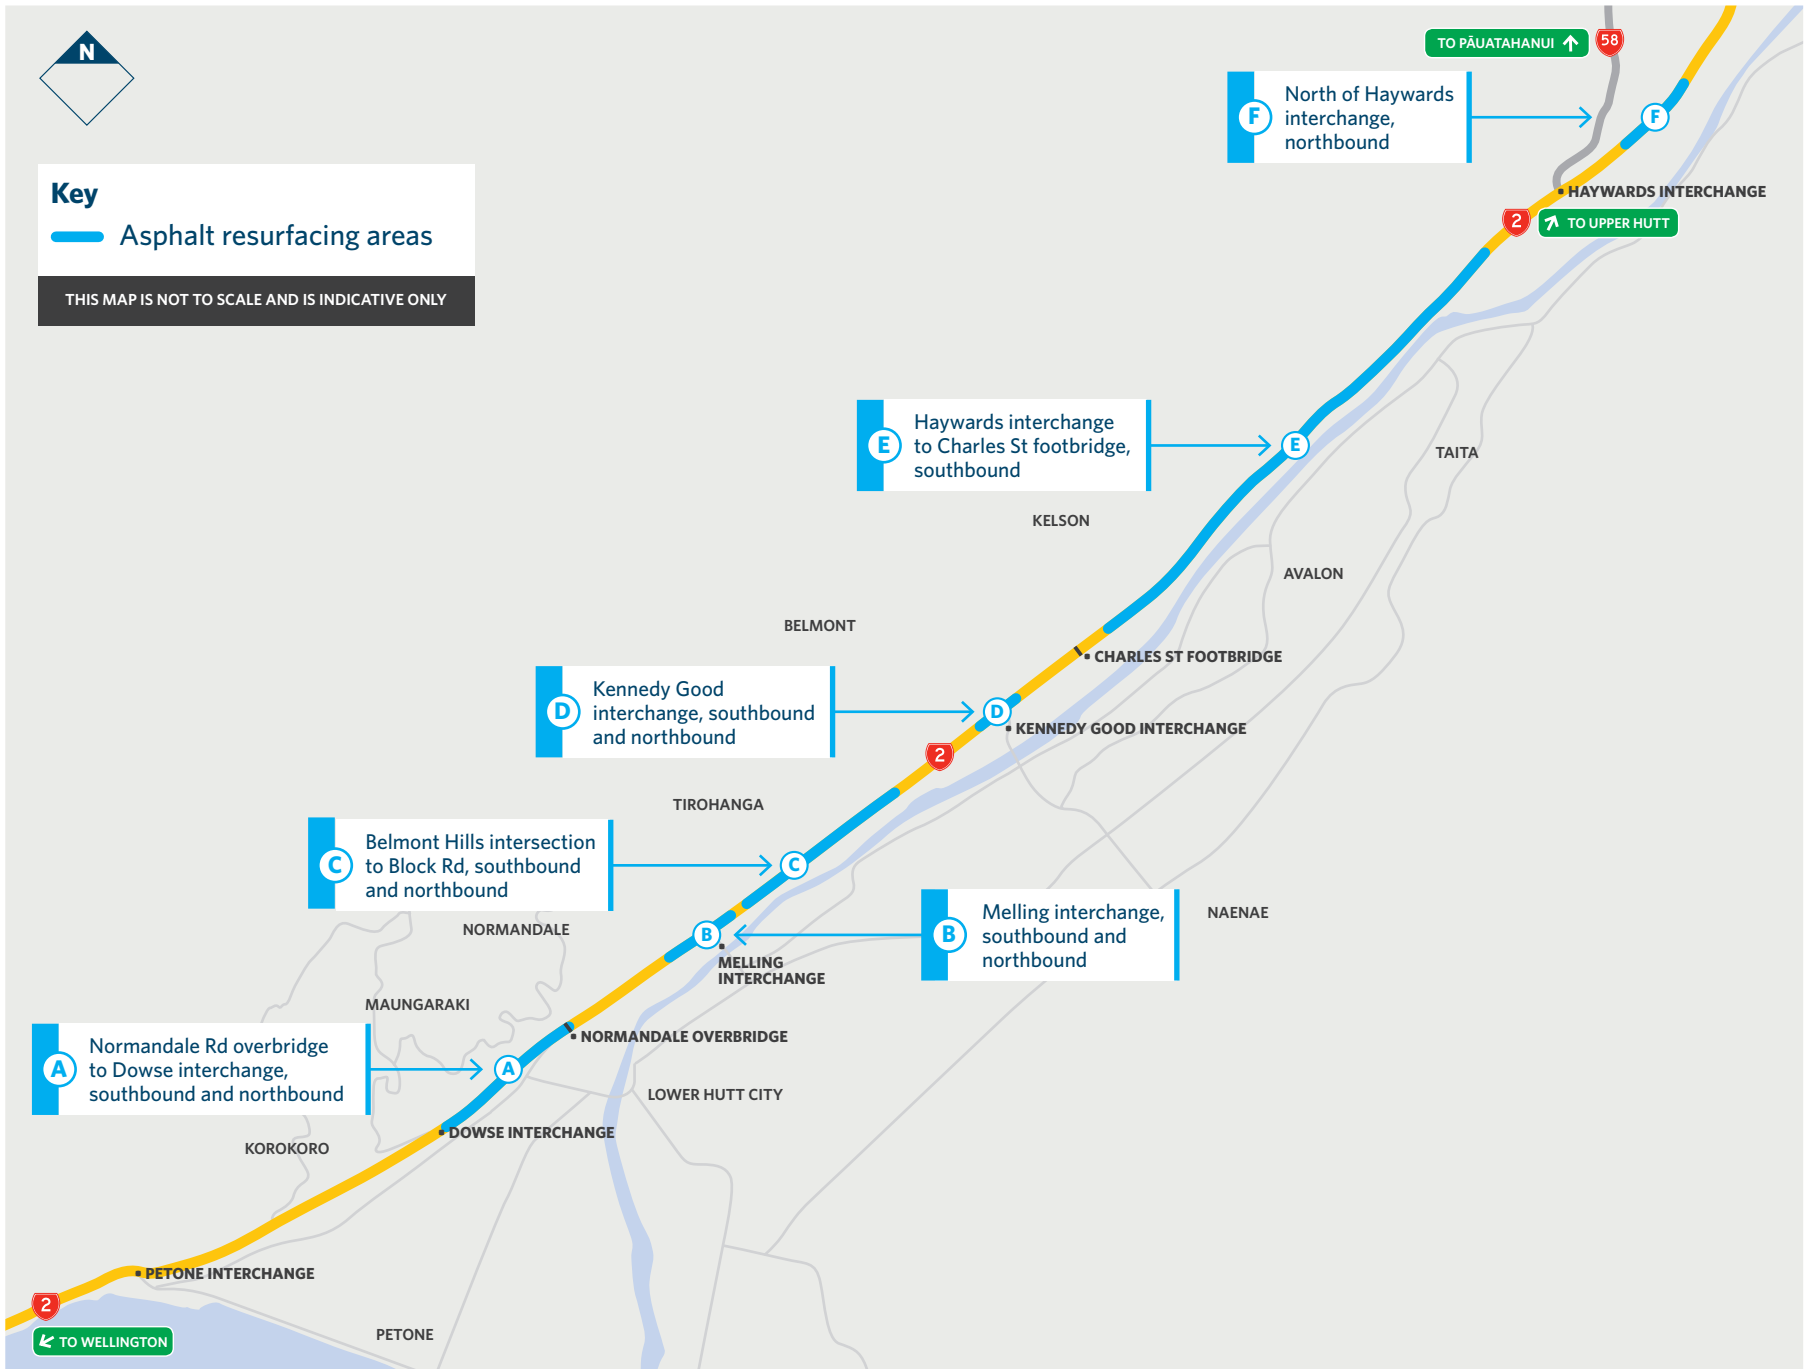 N
TO PĀUATAHANUI
58
F
North of Haywards
interchange,
northbound
F
Key
Asphalt resurfacing areas
THIS MAP IS NOT TO SCALE AND IS INDICATIVE ONLY
HAYWARDS INTERCHANGE
2
TO UPPER HUTT
E
Haywards interchange
to Charles St footbridge,
southbound
E
TAITA
KELSON
AVALON
BELMONT
CHARLES ST FOOTBRIDGE
D
Kennedy Good
interchange, southbound
and northbound
D
KENNEDY GOOD INTERCHANGE
2
TIROHANGA
C
Belmont Hills intersection
to Block Rd, southbound
and northbound
C
B
Melling interchange,
southbound and
northbound
B
NAENAE
NORMANDALE
MELLING
INTERCHANGE
MAUNGARAKI
NORMANDALE OVERBRIDGE
A
Normandale Rd overbridge
to Dowse interchange,
southbound and northbound
A
LOWER HUTT CITY
DOWSE INTERCHANGE
KOROKORO
PETONE INTERCHANGE
2
TO WELLINGTON
PETONE